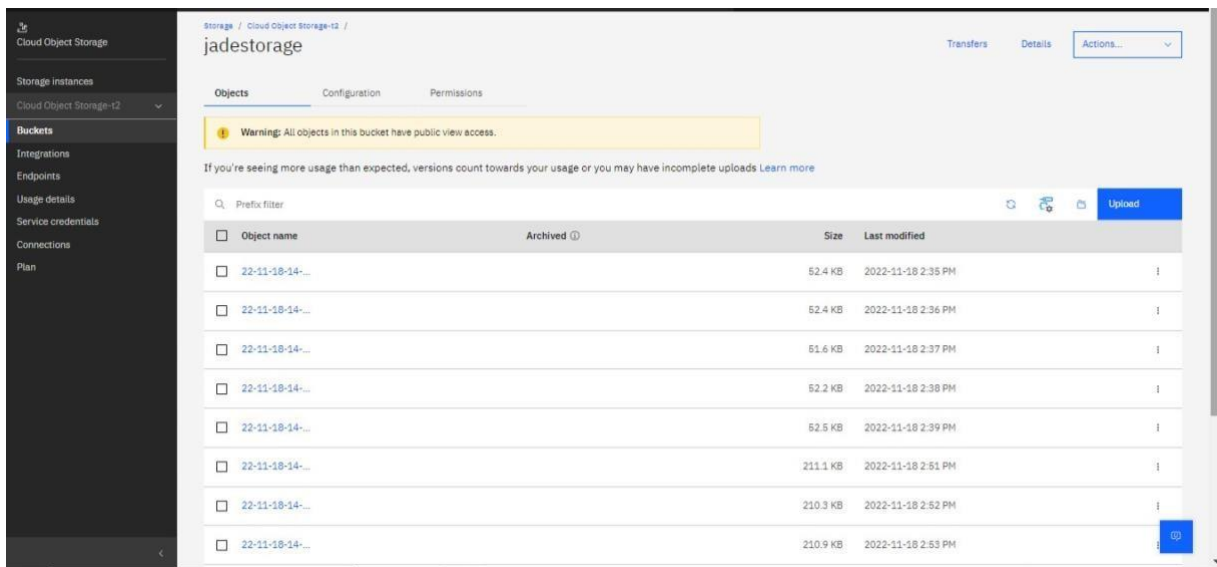 Cloud Object Storage
Storage instances
Cloud Object Storage-t2
Buckets
Integrations
Endpoints
Usage details
Service credentials
Connections
Plan
Storage / Cloud Object Storage-t2 /
jadestorage
Transfers Details Actions...
Objects Configuration Permissions
Warning: All objects in this bucket have public view access.
If you're seeing more usage than expected, versions count towards your usage or you may have incomplete uploads Learn more
Prefix filter Upload
Object name Archived Size Last modified
22-11-18-14-... 52.4 KB 2022-11-18 2:35 PM
22-11-18-14-... 52.4 KB 2022-11-18 2:36 PM
22-11-18-14-... 51.6 KB 2022-11-18 2:37 PM
22-11-18-14-... 52.2 KB 2022-11-18 2:38 PM
22-11-18-14-... 52.5 KB 2022-11-18 2:39 PM
22-11-18-14-... 211.1 KB 2022-11-18 2:51 PM
22-11-18-14-... 210.3 KB 2022-11-18 2:52 PM
22-11-18-14-... 210.9 KB 2022-11-18 2:53 PM